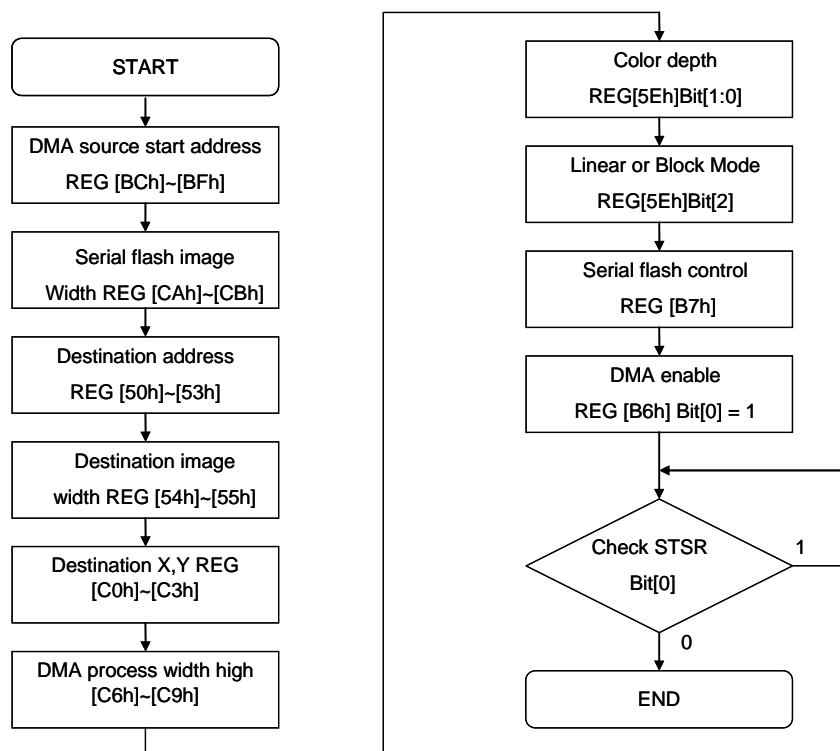 START
DMA source start address
REG [BCh]~[BFh]
Serial flash image
Width REG [CAh]~[CBh]
Destination address
REG [50h]~[53h]
Destination image
width REG [54h]~[55h]
Destination X,Y REG
[C0h]~[C3h]
DMA process width high
[C6h]~[C9h]
Color depth
REG[5Eh]Bit[1:0]
Linear or Block Mode
REG[5Eh]Bit[2]
Serial flash control
REG [B7h]
DMA enable
REG [B6h] Bit[0] = 1
Check STSR
Bit[0]
1
0
END